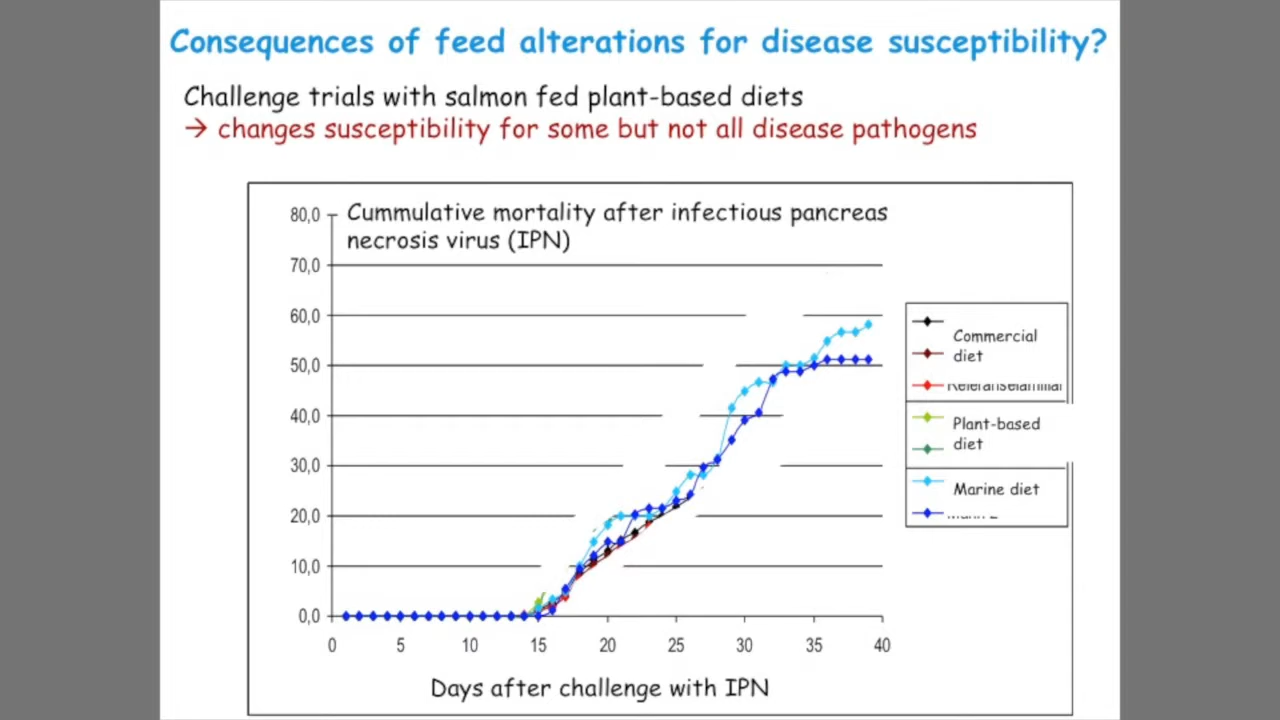 Consequences of feed alterations for disease susceptibility?
Challenge trials with salmon fed plant-based diets
→ changes susceptibility for some but not all disease pathogens
Cummulative mortality after infectious pancreas
necrosis virus (IPN)
80,0
70,0
60,0
50,0
40,0
30,0
20,0
10,0
0,0
0 5 10 15 20 25 30 35 40
Days after challenge with IPN
Commercial
diet
Plant-based
diet
Marine diet